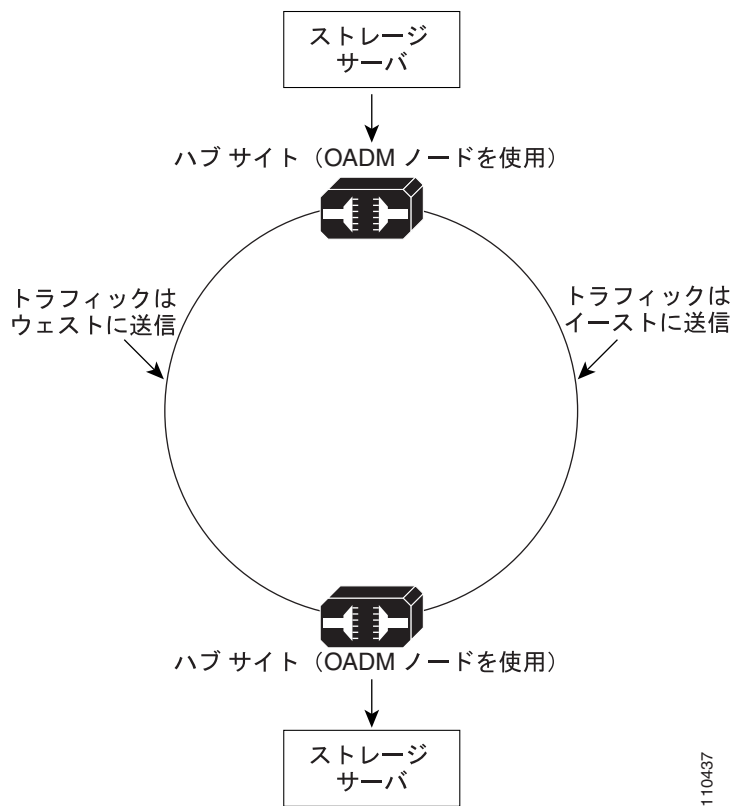 ストレージ
サーバ
ハブ サイト（OADM ノードを使用）
トラフィックは
ウェストに送信
トラフィックは
イーストに送信
ハブ サイト（OADM ノードを使用）
ストレージ
サーバ
110437